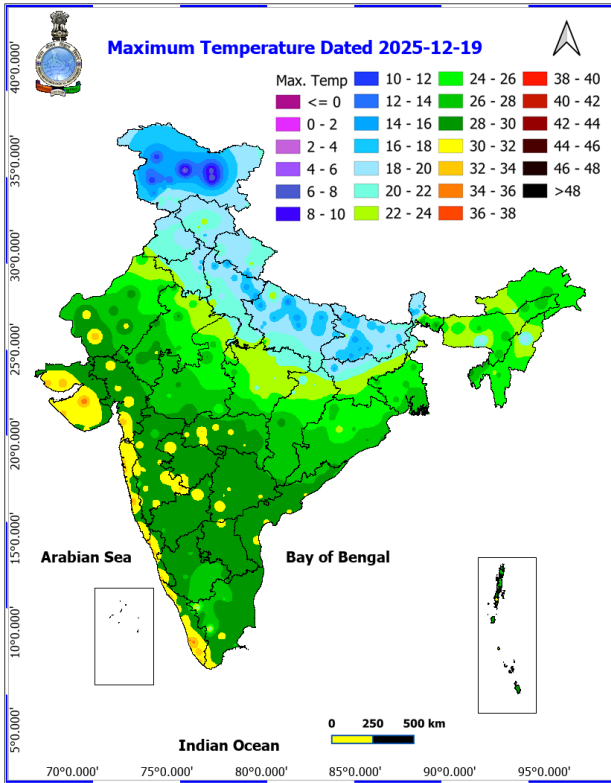 Maximum Temperature Dated 2025-12-19
Max. Temp
<= 0
0 - 2
2 - 4
4 - 6
6 - 8
8 - 10
10 - 12
12 - 14
14 - 16
16 - 18
18 - 20
20 - 22
22 - 24
24 - 26
26 - 28
28 - 30
30 - 32
32 - 34
34 - 36
36 - 38
38 - 40
40 - 42
42 - 44
44 - 46
46 - 48
>48
40°0.000'
35°0.000'
30°0.000'
25°0.000'
20°0.000'
15°0.000'
10°0.000'
5°0.000'
Arabian Sea
Bay of Bengal
Indian Ocean
0 250 500 km
70°0.000' 75°0.000' 80°0.000' 85°0.000' 90°0.000' 95°0.000'